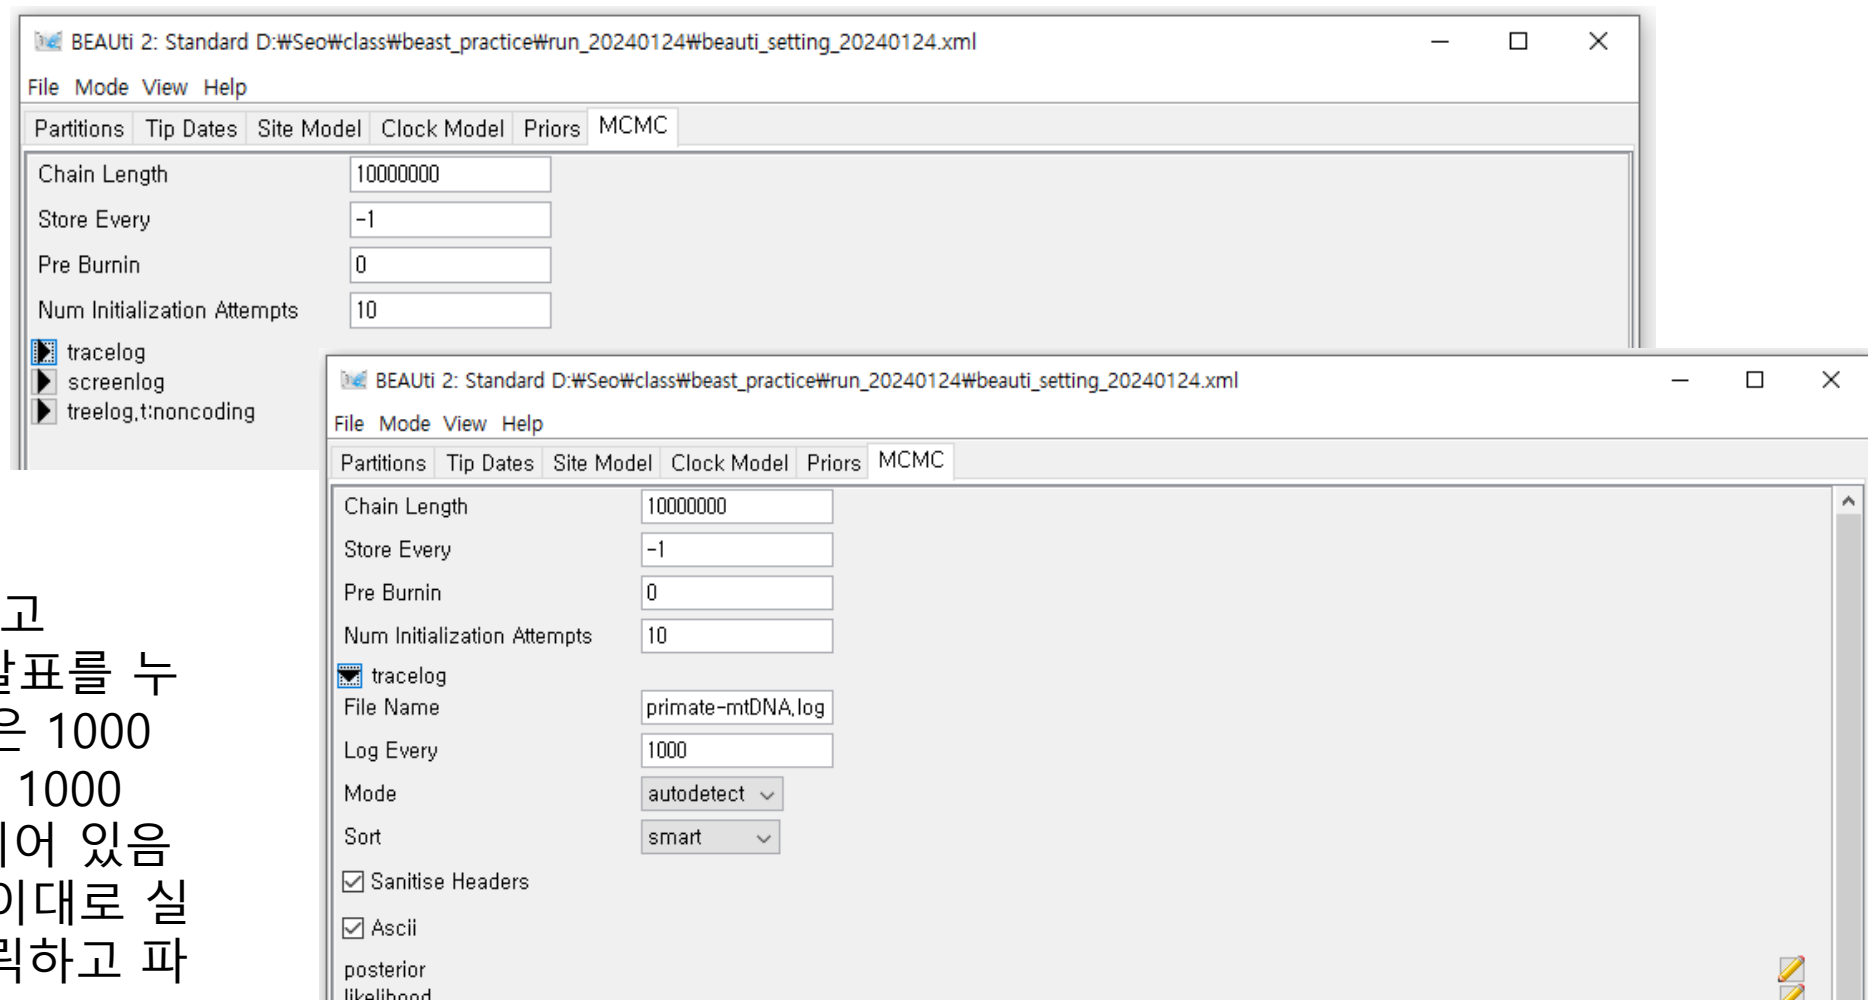 BEAUti 2: Standard D:₩Seo₩class₩beast_practice₩run_20240124₩beauti_setting_20240124.xml
File Mode View Help
Partitions Tip Dates Site Model Clock Model Priors MCMC
Chain Length 10000000
Store Every -1
Pre Burnin 0
Num Initialization Attempts 10
tracelog
screenlog
treelog,t:noncoding
BEAUti 2: Standard D:₩Seo₩class₩beast_practice₩run_20240124₩beauti_setting_20240124.xml
File Mode View Help
Partitions Tip Dates Site Model Clock Model Priors MCMC
Chain Length 10000000
Store Every -1
Pre Burnin 0
Num Initialization Attempts 10
tracelog
File Name primate-mtDNA,log
Log Every 1000
Mode autodetect
Sort smart
Sanitise Headers
Ascii
posterior
likelihood
고
표를 누
은 1000
1000
어 있음
이대로 실
릭하고 파